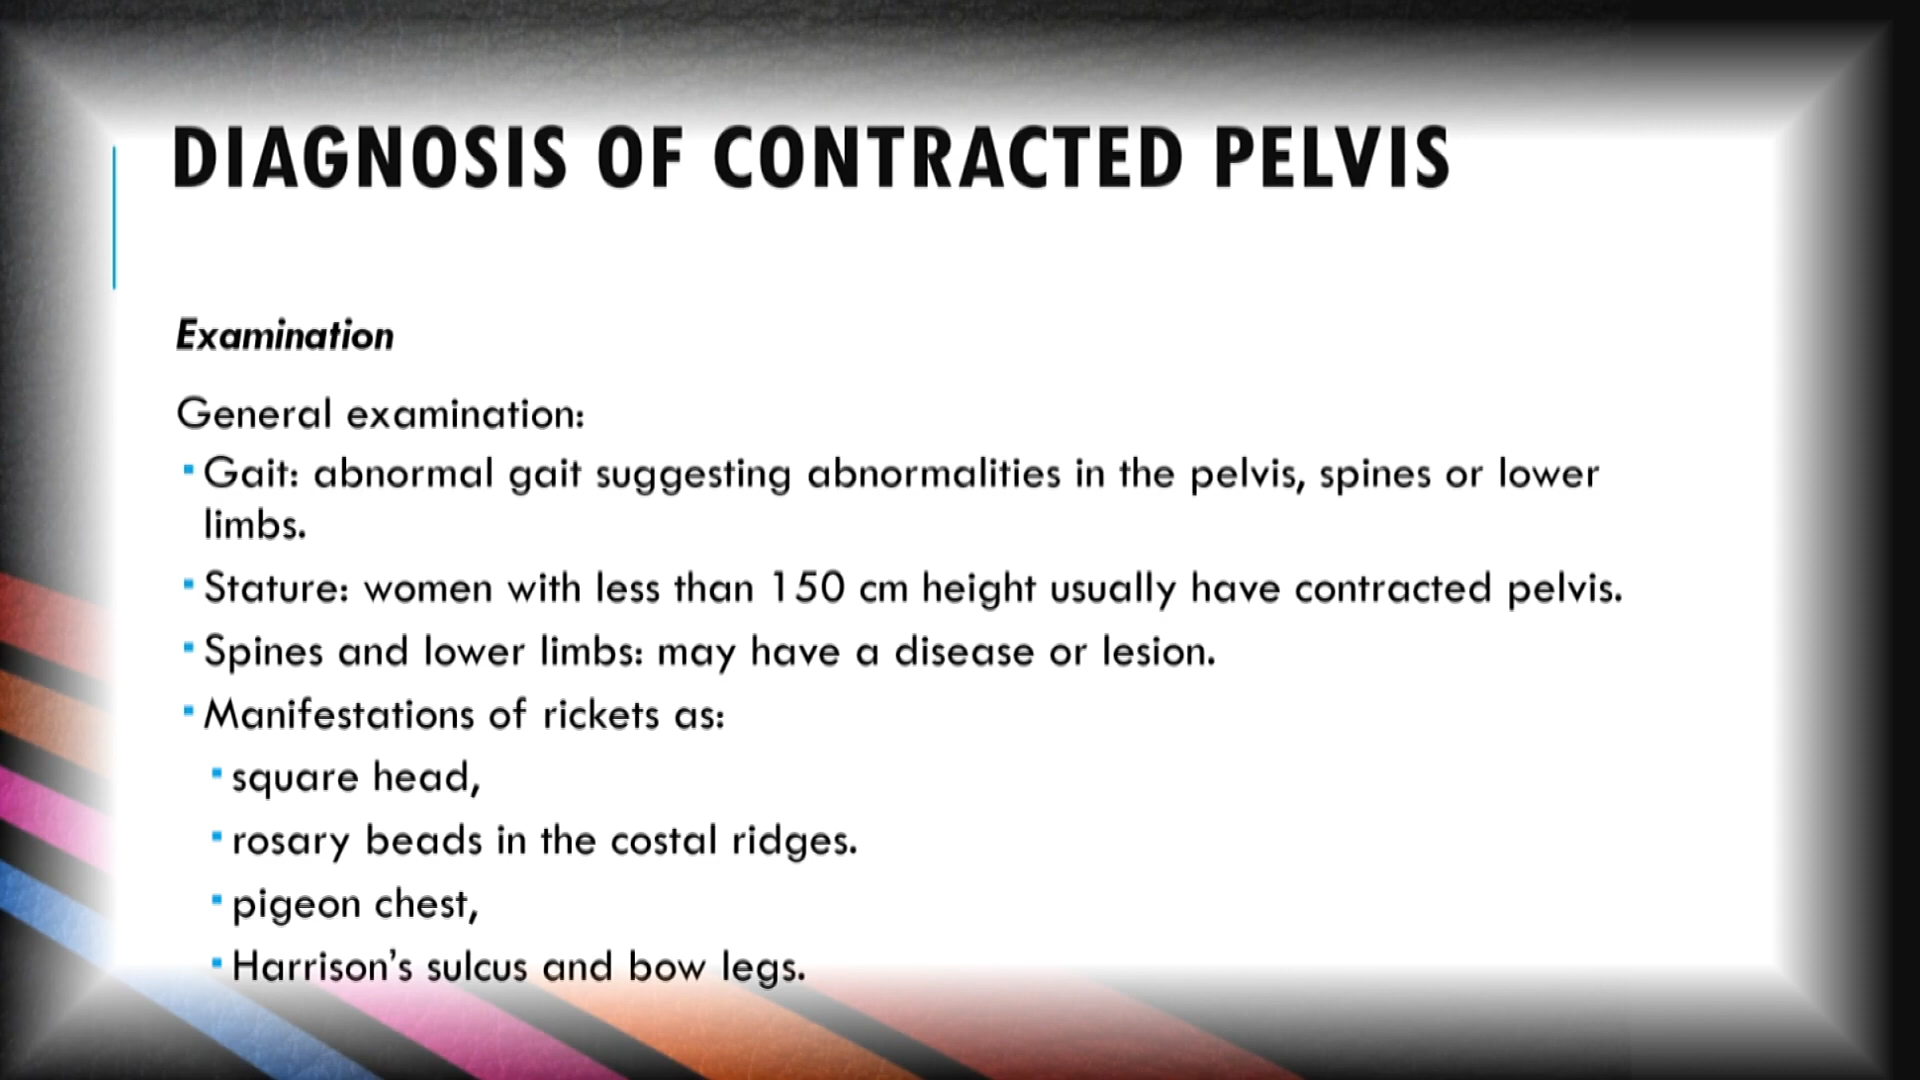 DIAGNOSIS OF CONTRACTED PELVIS
Examination
General examination:
Gait: abnormal gait suggesting abnormalities in the pelvis, spines or lower
limbs.
Stature: women with less than 150 cm height usually have contracted pelvis.
Spines and lower limbs: may have a disease or lesion.
Manifestations of rickets as:
square head,
rosary beads in the costal ridges.
pigeon chest,
Harrison’s sulcus and bow legs.